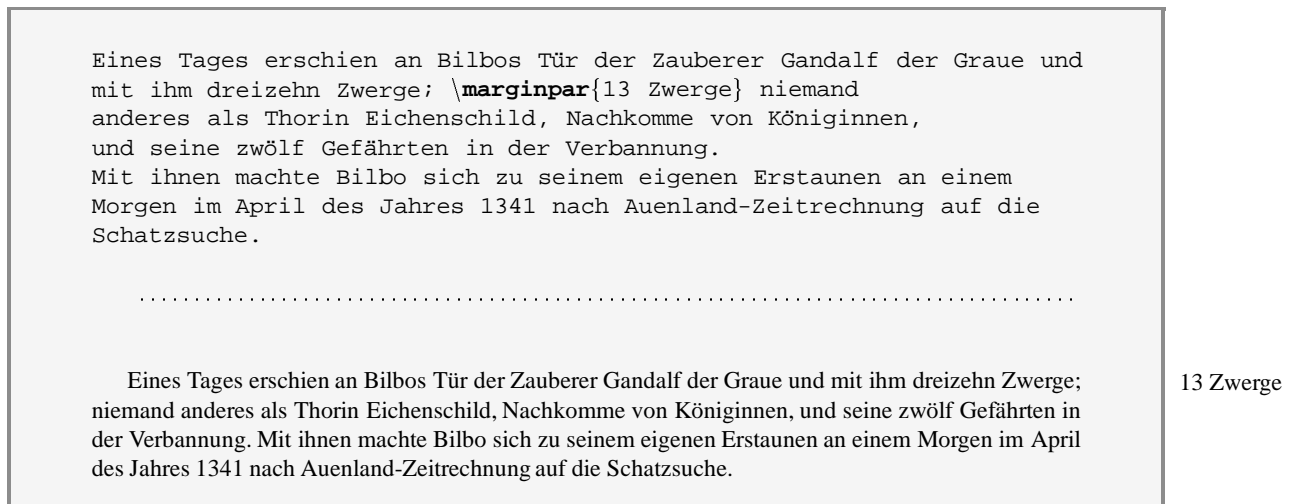 Eines Tages erschien an Bilbos Tür der Zauberer Gandalf der Graue und
mit ihm dreizehn Zwerge; \marginpar{13 Zwerge} niemand
anderes als Thorin Eichenschild, Nachkomme von Königinnen,
und seine zwölf Gefährten in der Verbannung.
Mit ihnen machte Bilbo sich zu seinem eigenen Erstaunen an einem
Morgen im April des Jahres 1341 nach Auenland-Zeitrechnung auf die
Schatzsuche.
Eines Tages erschien an Bilbos Tür der Zauberer Gandalf der Graue und mit ihm dreizehn Zwerge;
13 Zwerge
niemand anderes als Thorin Eichenschild, Nachkomme von Königinnen, und seine zwölf Gefährten in
der Verbannung. Mit ihnen machte Bilbo sich zu seinem eigenen Erstaunen an einem Morgen im April
des Jahres 1341 nach Auenland-Zeitrechnung auf die Schatzsuche.